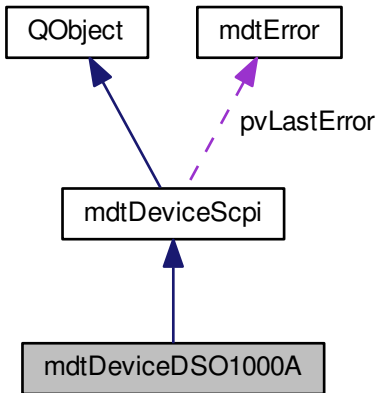 QObject
mdtError
pvLastError
mdtDeviceScpi
mdtDeviceDSO1000A